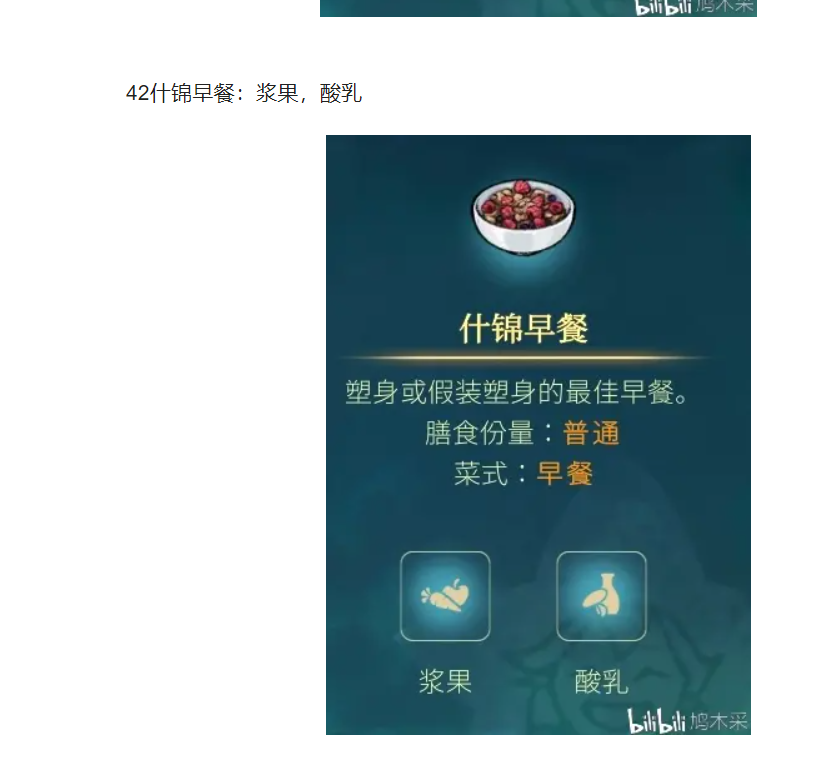 bilibili 鸠木采
42什锦早餐：浆果，酸乳
什锦早餐
塑身或假装塑身的最佳早餐。
膳食份量：普通
菜式：早餐
浆果 酸乳
bilibili 鸠木采